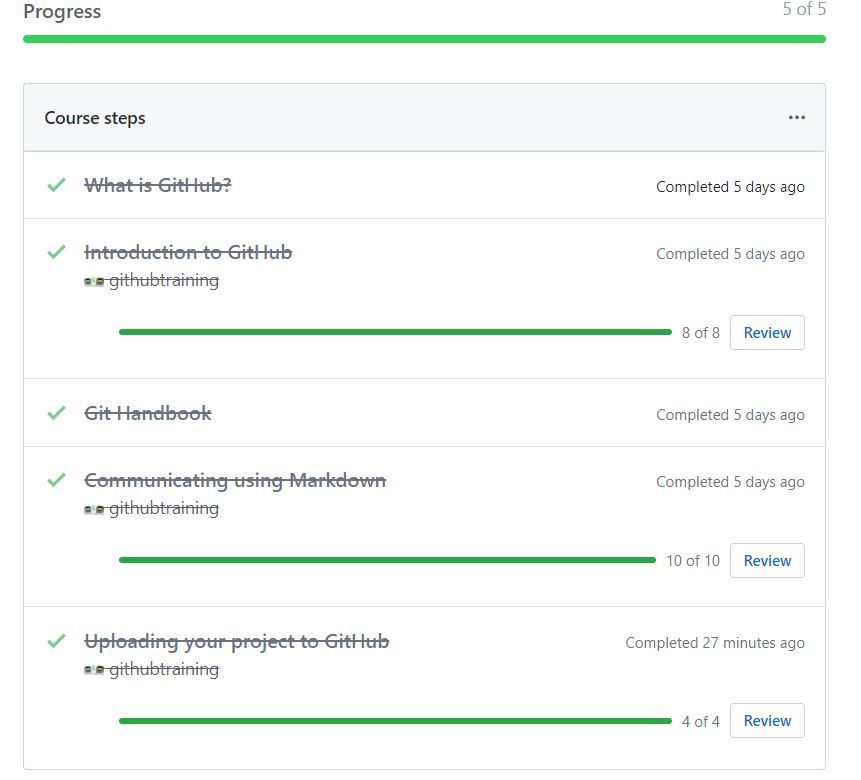 Progress 5 of 5
Course steps ...
What is GitHub? Completed 5 days ago
Introduction to GitHub Completed 5 days ago
githubtraining
8 of 8 Review
Git Handbook Completed 5 days ago
Communicating using Markdown Completed 5 days ago
githubtraining
10 of 10 Review
Uploading your project to GitHub Completed 27 minutes ago
githubtraining
4 of 4 Review